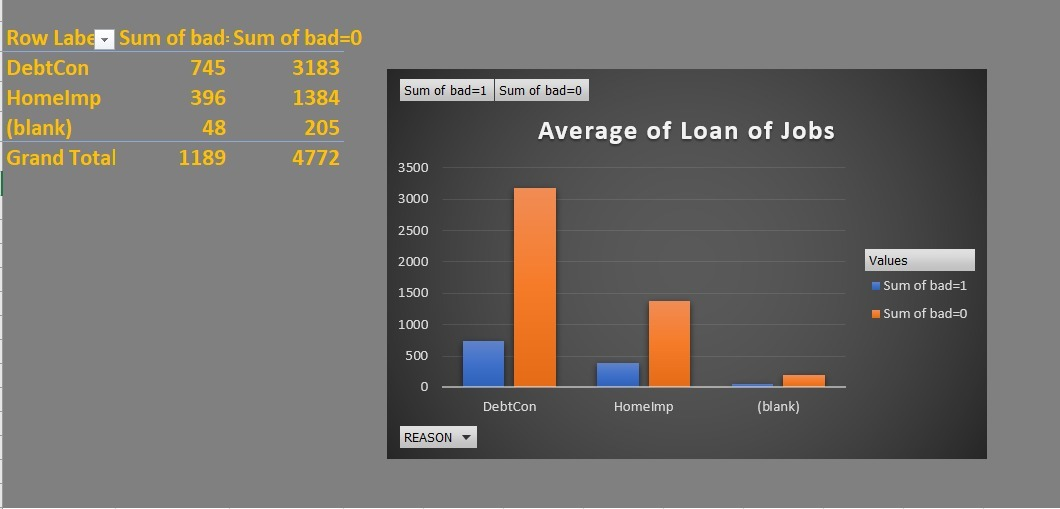 Row Labe Sum of bad= Sum of bad=0
DebtCon 745 3183
HomeImp 396 1384
(blank) 48 205
Grand Total 1189 4772
Sum of bad=1 Sum of bad=0
Average of Loan of Jobs
3500
3000
2500
2000
1500
1000
500
0
DebtCon HomeImp (blank)
Values
Sum of bad=1
Sum of bad=0
REASON